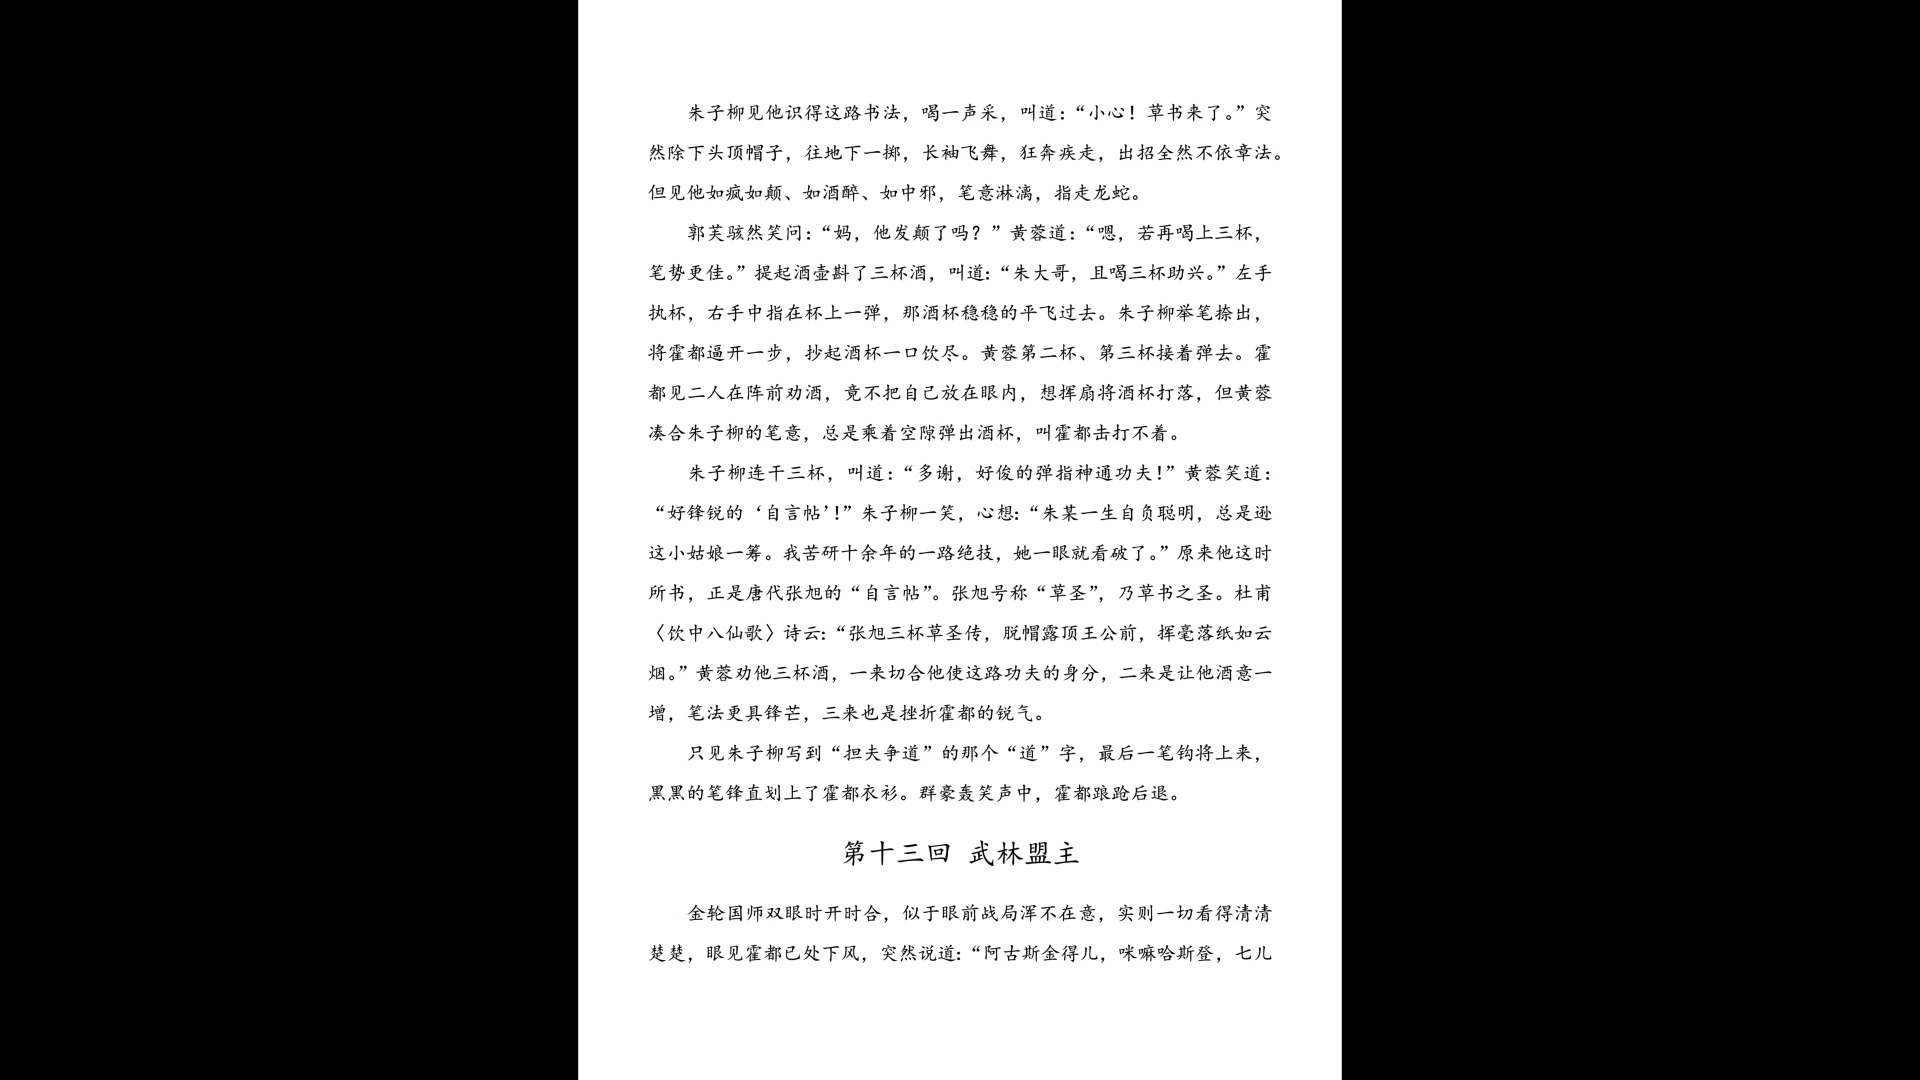 朱子柳见他识得这路书法，喝一声采，叫道：“小心！草书来了。”突
然除下头顶帽子，往地下一掷，长袖飞舞，狂奔疾走，出招全然不依章法。
但见他如疯如颠、如酒醉、如中邪，笔意淋漓，指走龙蛇。
郭芙骇然笑问：“妈，他发颠了吗？”黄蓉道：“嗯，若再喝上三杯，
笔势更佳。”提起酒壶斟了三杯酒，叫道：“朱大哥，且喝三杯助兴。”左手
执杯，右手中指在杯上一弹，那酒杯稳稳的平飞过去。朱子柳举笔捺出，
将霍都逼开一步，抄起酒杯一口饮尽。黄蓉第二杯、第三杯接着弹去。霍
都见二人在阵前劝酒，竟不把自己放在眼内，想挥扇将酒杯打落，但黄蓉
凑合朱子柳的笔意，总是乘着空隙弹出酒杯，叫霍都击打不着。
朱子柳连干三杯，叫道：“多谢，好俊的弹指神通功夫！”黄蓉笑道：
“好锋锐的‘自言帖’！”朱子柳一笑，心想：“朱某一生自负聪明，总是逊
这小姑娘一筹。我苦研十余年的一路绝技，她一眼就看破了。”原来他这时
所书，正是唐代张旭的“自言帖”。张旭号称“草圣”，乃草书之圣。杜甫
〈饮中八仙歌〉诗云：“张旭三杯草圣传，脱帽露顶王公前，挥毫落纸如云
烟。”黄蓉劝他三杯酒，一来切合他使这路功夫的身分，二来是让他酒意一
增，笔法更具锋芒，三来也是挫折霍都的锐气。
只见朱子柳写到“担夫争道”的那个“道”字，最后一笔钩将上来，
黑黑的笔锋直划上了霍都衣衫。群豪轰笑声中，霍都踉跄后退。
第十三回 武林盟主
金轮国师双眼时开时合，似于眼前战局浑不在意，实则一切看得清清
楚楚，眼见霍都已处下风，突然说道：“阿古斯金得儿，咪嘛哈斯登，七儿